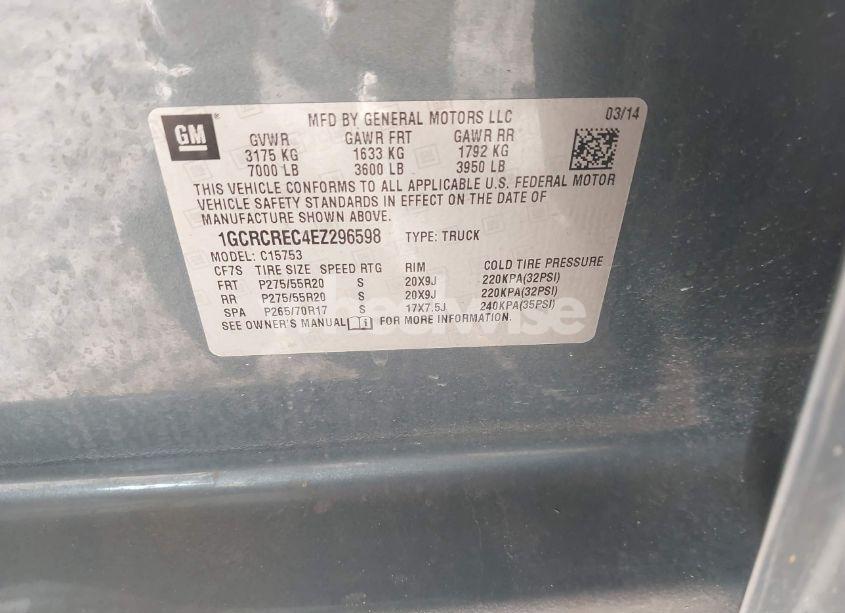 GM
MFD BY GENERAL MOTORS LLC
03/14
GVWR GAWR FRT GAWR RR
3175 KG 1633 KG 1792 KG
7000 LB 3600 LB 3950 LB
THIS VEHICLE CONFORMS TO ALL APPLICABLE U.S. FEDERAL MOTOR
VEHICLE SAFETY STANDARDS IN EFFECT ON THE DATE OF
MANUFACTURE SHOWN ABOVE.
1GCRCREC4EZ296598 TYPE: TRUCK
MODEL: C15753
CF7S TIRE SIZE SPEED RTG RIM COLD TIRE PRESSURE
FRT P275/55R20 S 20X9J 220KPA(32PSI)
RR P275/55R20 S 20X9J 220KPA(32PSI)
SPA P265/70R17 S 17X7.5J 240KPA(35PSI)
SEE OWNER'S MANUAL FOR MORE INFORMATION.